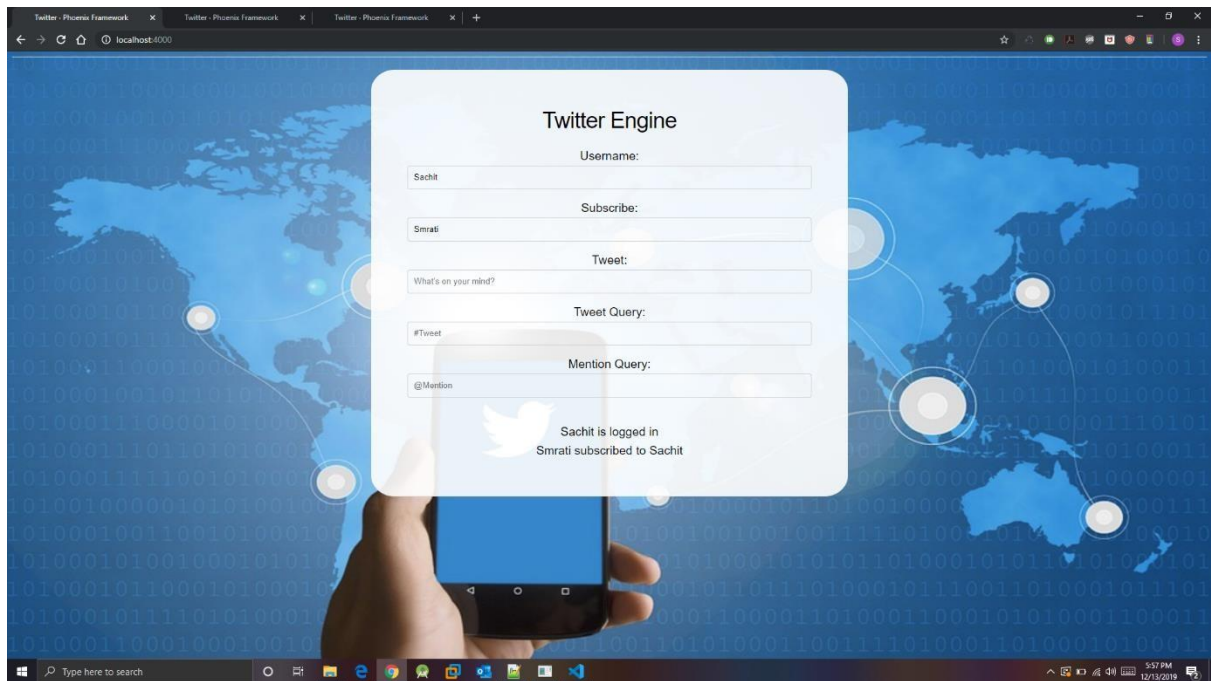 Twitter - Phoenix Framework
Twitter - Phoenix Framework
Twitter - Phoenix Framework
localhost:4000
Twitter Engine
Username:
Sachit
Subscribe:
Smrati
Tweet:
What's on your mind?
Tweet Query:
#Tweet
Mention Query:
@Mention
Sachit is logged in
Smrati subscribed to Sachit
Type here to search
5:57 PM
12/13/2019